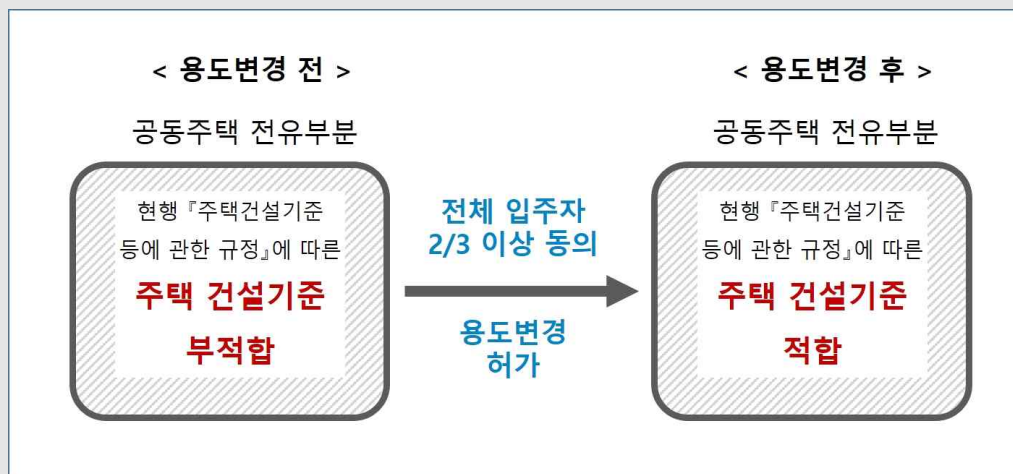 < 용도변경 전 >
공동주택 전유부분
현행 『주택건설기준
등에 관한 규정』에 따른
주택 건설기준
부적합
전체 입주자
2/3 이상 동의
용도변경
허가
< 용도변경 후 >
공동주택 전유부분
현행 『주택건설기준
등에 관한 규정』에 따른
주택 건설기준
적합